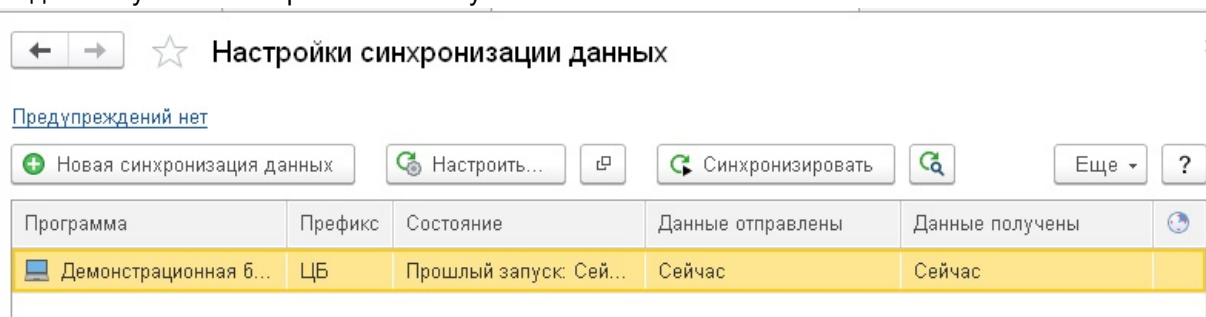 Настройки синхронизации данных
Предупреждений нет
Новая синхронизация данных Настроить... Синхронизировать Еще ?
Программа Префикс Состояние Данные отправлены Данные получены
Демонстрационная б... ЦБ Прошлый запуск: Сей... Сейчас Сейчас